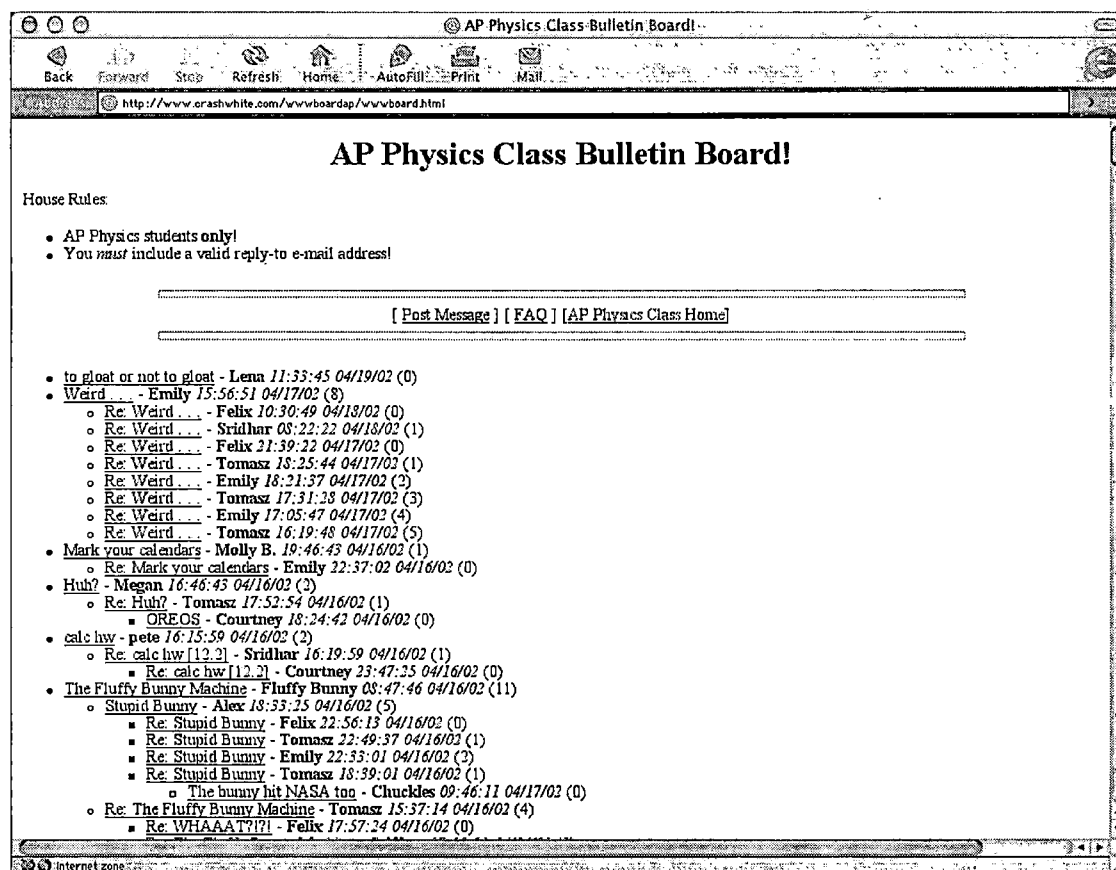 AP Physics Class Bulletin Board!
Back Forward Stop Refresh Home AutoFill Print Mail
http://www.crashwhite.com/wwwboardap/wwwboard.html
AP Physics Class Bulletin Board!
House Rules:
• AP Physics students only!
• You must include a valid reply-to e-mail address!
[ Post Message ] [ FAQ ] [AP Physics Class Home]
• to gloat or not to gloat - Lena 11:33:45 04/19/02 (0)
• Weird . . . - Emily 15:56:51 04/17/02 (8)
o Re: Weird . . . - Felix 10:30:49 04/18/02 (0)
o Re: Weird . . . - Sridhar 08:22:22 04/18/02 (1)
o Re: Weird . . . - Felix 21:39:22 04/17/02 (0)
o Re: Weird . . . - Tomasz 18:25:44 04/17/02 (1)
o Re: Weird . . . - Emily 18:21:37 04/17/02 (2)
o Re: Weird . . . - Tomasz 17:31:28 04/17/02 (3)
o Re: Weird . . . - Emily 17:05:47 04/17/02 (4)
o Re: Weird . . . - Tomasz 16:19:48 04/17/02 (5)
• Mark your calendars - Molly B. 19:46:43 04/16/02 (1)
o Re: Mark your calendars - Emily 22:37:02 04/16/02 (0)
• Huh? - Megan 16:46:43 04/16/02 (2)
o Re: Huh? - Tomasz 17:52:54 04/16/02 (1)
▪ OREOS - Courtney 18:24:42 04/16/02 (0)
• calc hw - pete 16:15:59 04/16/02 (2)
o Re: calc hw [12.2] - Sridhar 16:19:59 04/16/02 (1)
▪ Re: calc hw [12.2] - Courtney 23:47:25 04/16/02 (0)
• The Fluffy Bunny Machine - Fluffy Bunny 08:47:46 04/16/02 (11)
o Stupid Bunny - Alex 18:33:25 04/16/02 (5)
▪ Re: Stupid Bunny - Felix 22:56:13 04/16/02 (0)
▪ Re: Stupid Bunny - Tomasz 22:49:37 04/16/02 (1)
▪ Re: Stupid Bunny - Emily 22:33:01 04/16/02 (2)
▪ Re: Stupid Bunny - Tomasz 18:39:01 04/16/02 (1)
o The bunny hit NASA too - Chuckles 09:46:11 04/17/02 (0)
o Re: The Fluffy Bunny Machine - Tomasz 15:37:14 04/16/02 (4)
▪ Re: WHAAAT?!?! - Felix 17:57:24 04/16/02 (0)
Internet zone